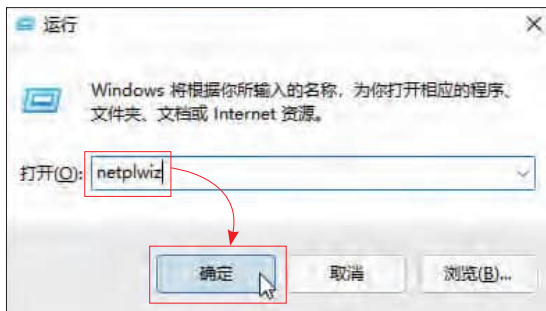 运行
Windows 将根据你所输入的名称，为你打开相应的程序、
文件夹、文档或 Internet 资源。
打开(O): netplwiz
确定 取消 浏览(B)...